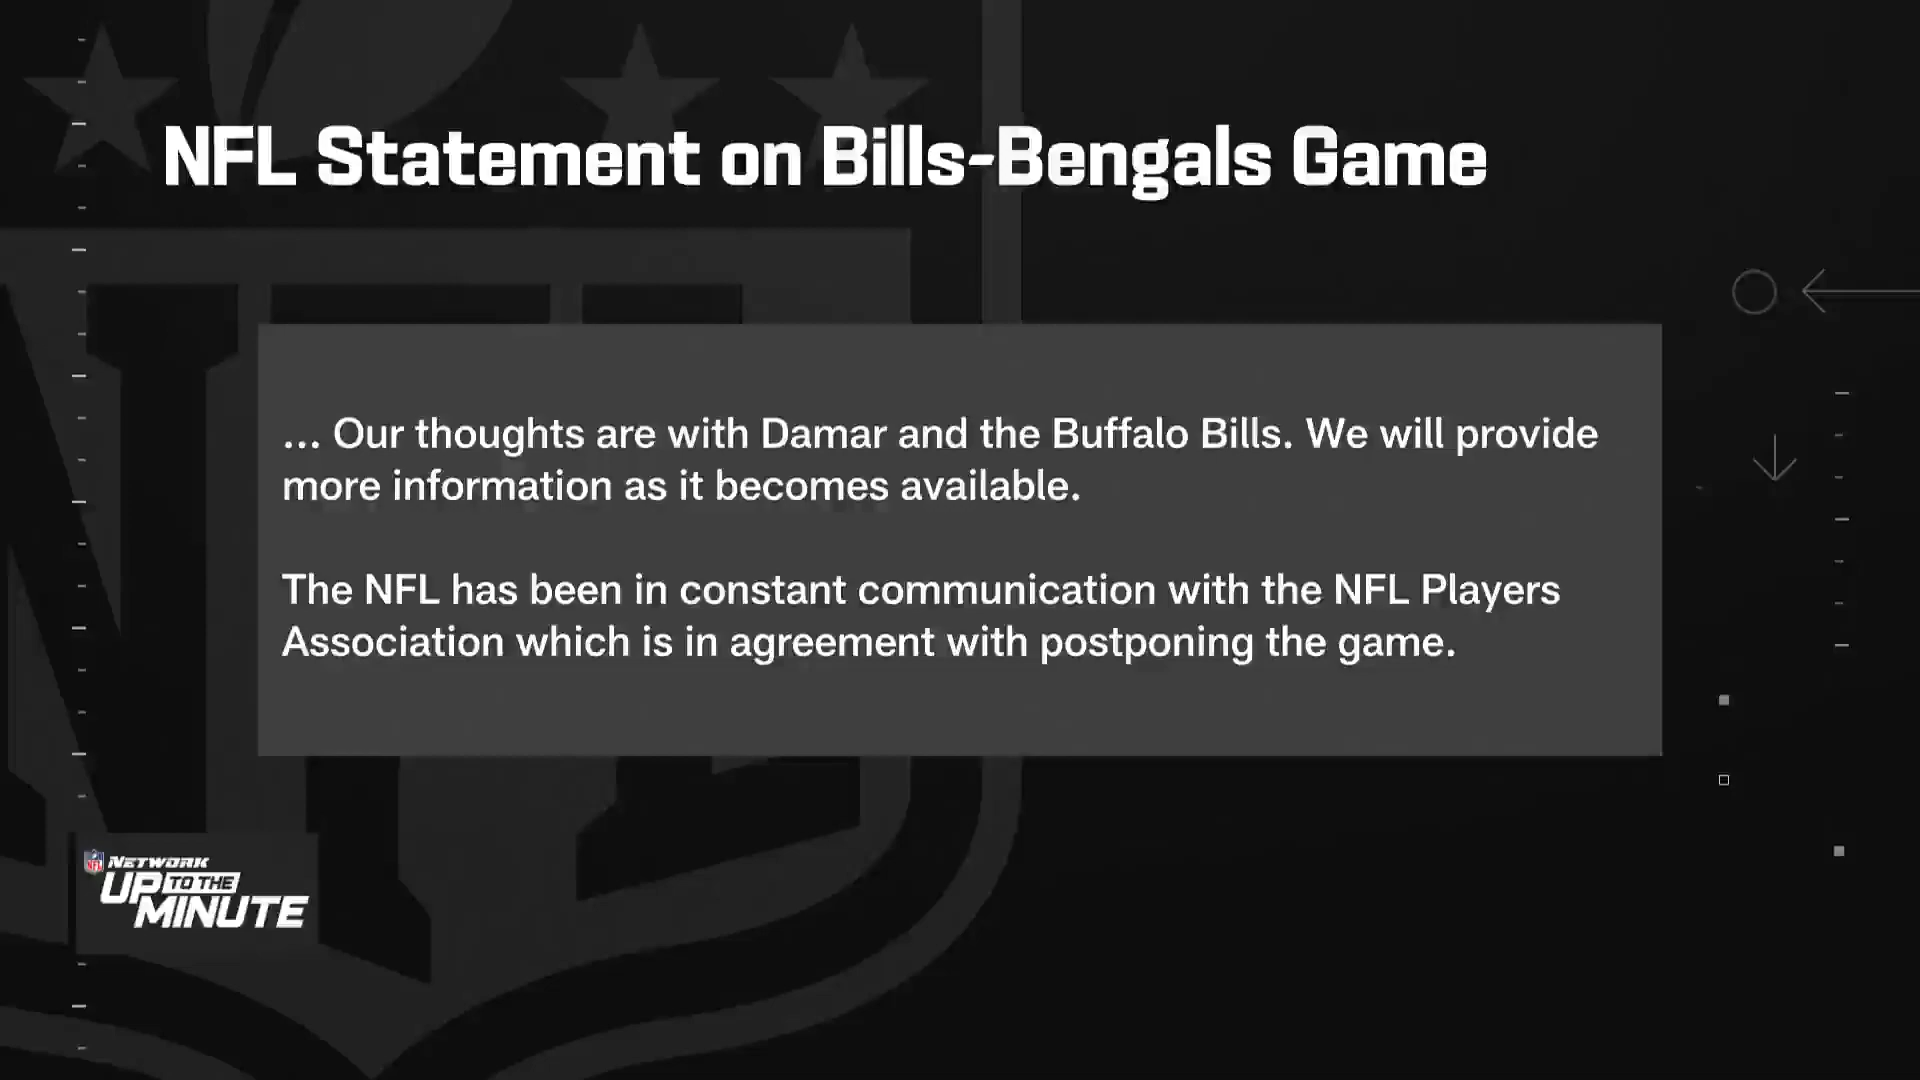 NFL Statement on Bills-Bengals Game
... Our thoughts are with Damar and the Buffalo Bills. We will provide
more information as it becomes available.
The NFL has been in constant communication with the NFL Players
Association which is in agreement with postponing the game.
NFL NETWORK
UP TO THE
MINUTE